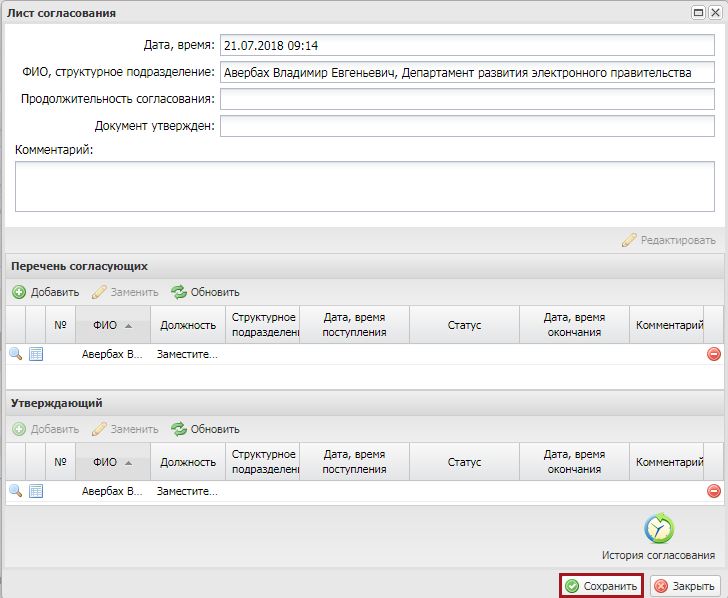 Лист согласования
Дата, время: 21.07.2018 09:14
ФИО, структурное подразделение: Авербах Владимир Евгеньевич, Департамент развития электронного правительства
Продолжительность согласования:
Документ утвержден:
Комментарий:
Редактировать
Перечень согласующих
Добавить Заменить Обновить
№ ФИО Должность Структурное подразделен Дата, время поступления Статус Дата, время окончания Комментарий
Авербах В... Заместите...
Утверждающий
Добавить Заменить Обновить
№ ФИО Должность Структурное подразделен Дата, время поступления Статус Дата, время окончания Комментарий
Авербах В... Заместите...
История согласования
Сохранить Закрыть